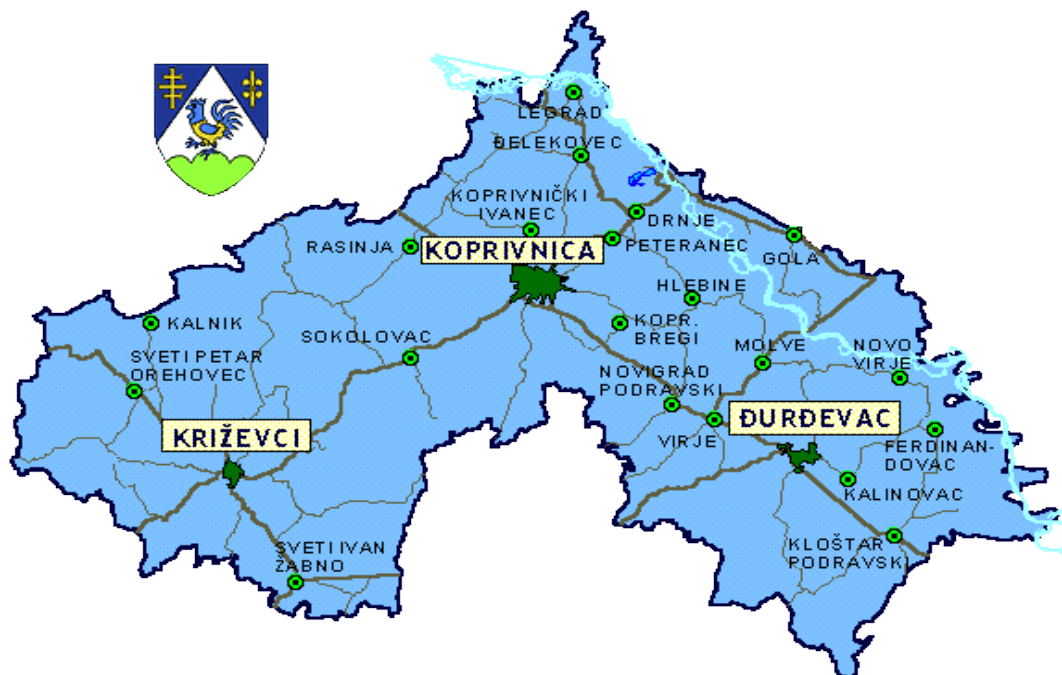 LEGRAD
ĐELEKOVEC
KOPRIVNIČKI
IVANEC
DRNJE
RASINJA
KOPRIVNICA
PETERANEC
GOLA
HLEBINE
KALNIK
SOKOLOVAC
KOPR.
BREGI
MOLVE
NOVO
VIRJE
SVETI PETAR
OREHOVEC
NOVIGRAD
PODRAVSKI
ĐURĐEVAC
KRIŽEVCI
VIRJE
FERDINAN-
DOVAC
KALINOVAC
SVETI IVAN
ŽABNO
KLOŠTAR
PODRAVSKI